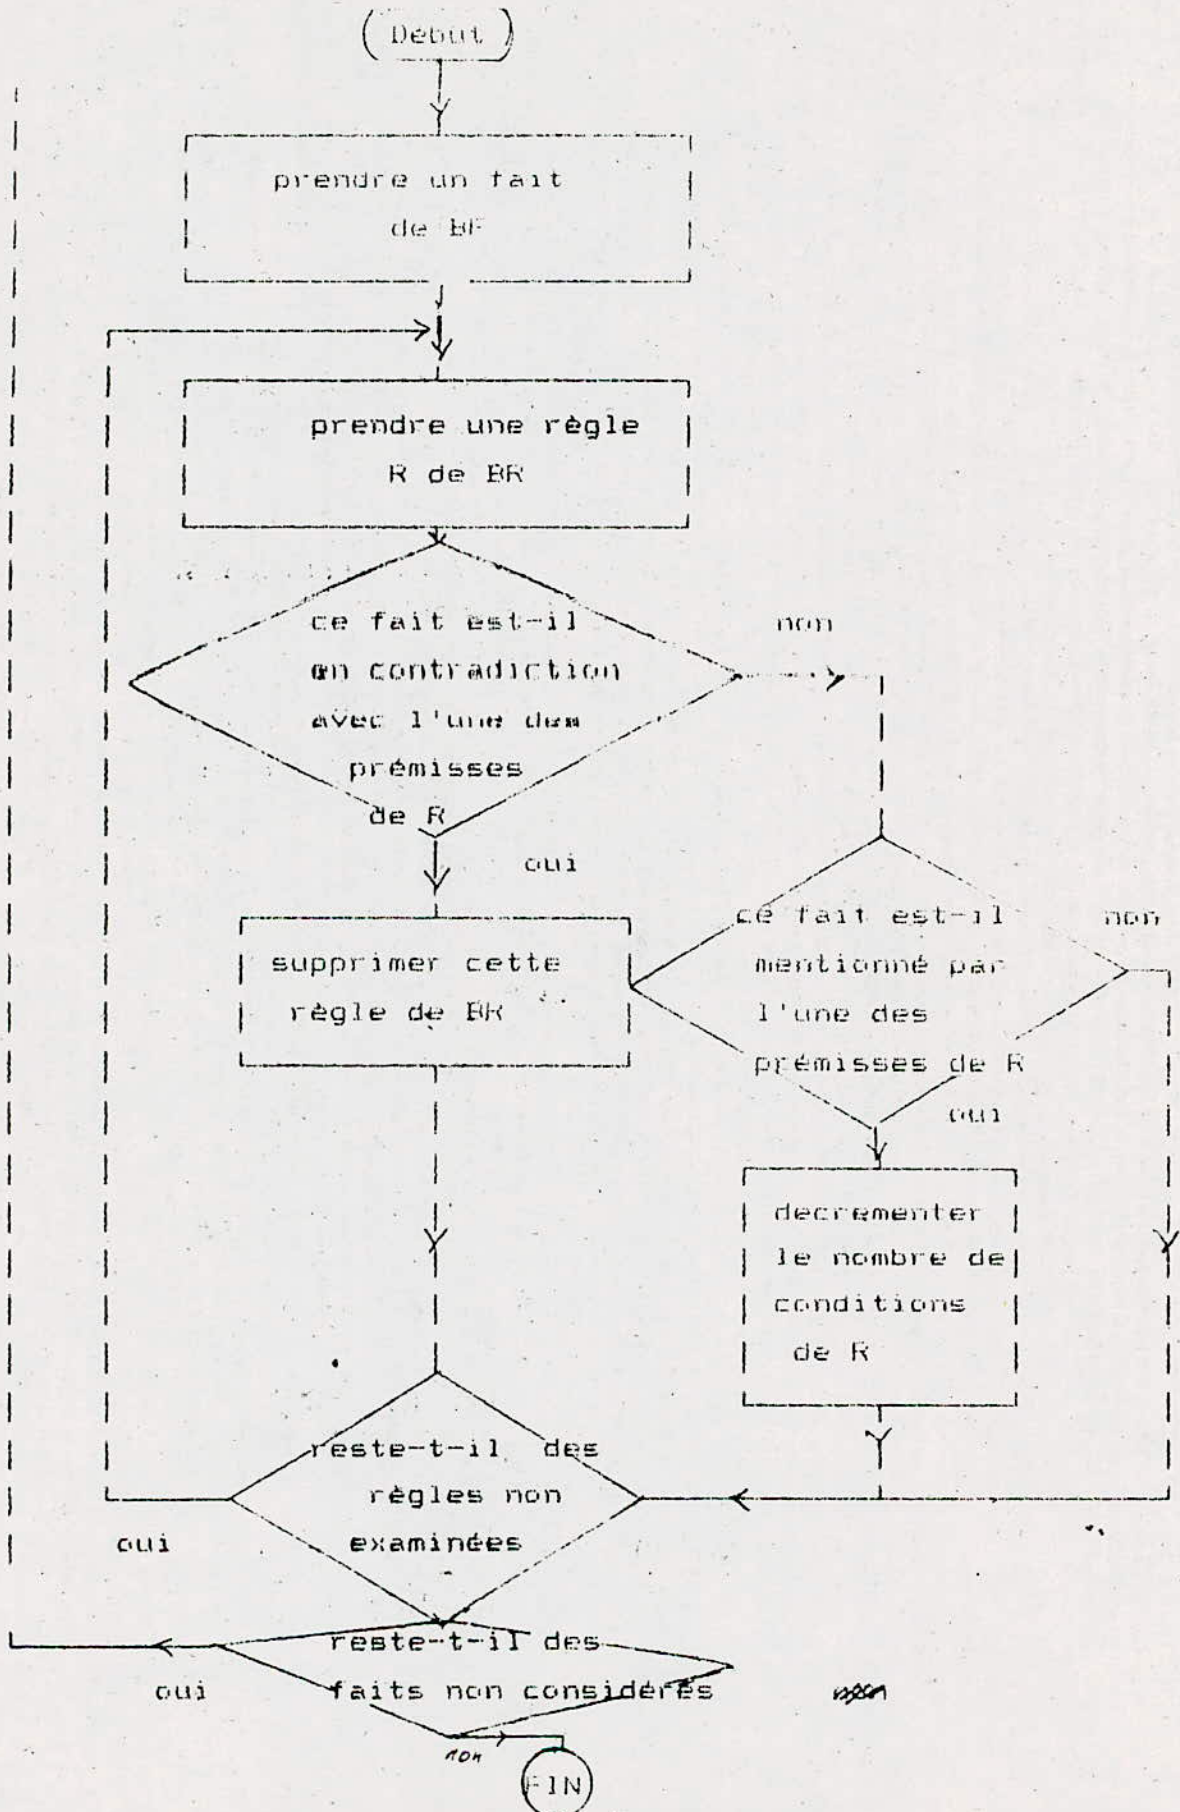 Début
prendre un fait
de BF
prendre une règle
R de BR
ce fait est-il
en contradiction
avec l'une des
prémisses
de R
non
oui
supprimer cette
règle de BR
ce fait est-il
mentionné par
l'une des
prémisses de R
non
oui
decrementer
le nombre de
conditions
de R
reste-t-il des
règles non
examinées
oui
reste-t-il des
faits non considérés
oui
non
FIN